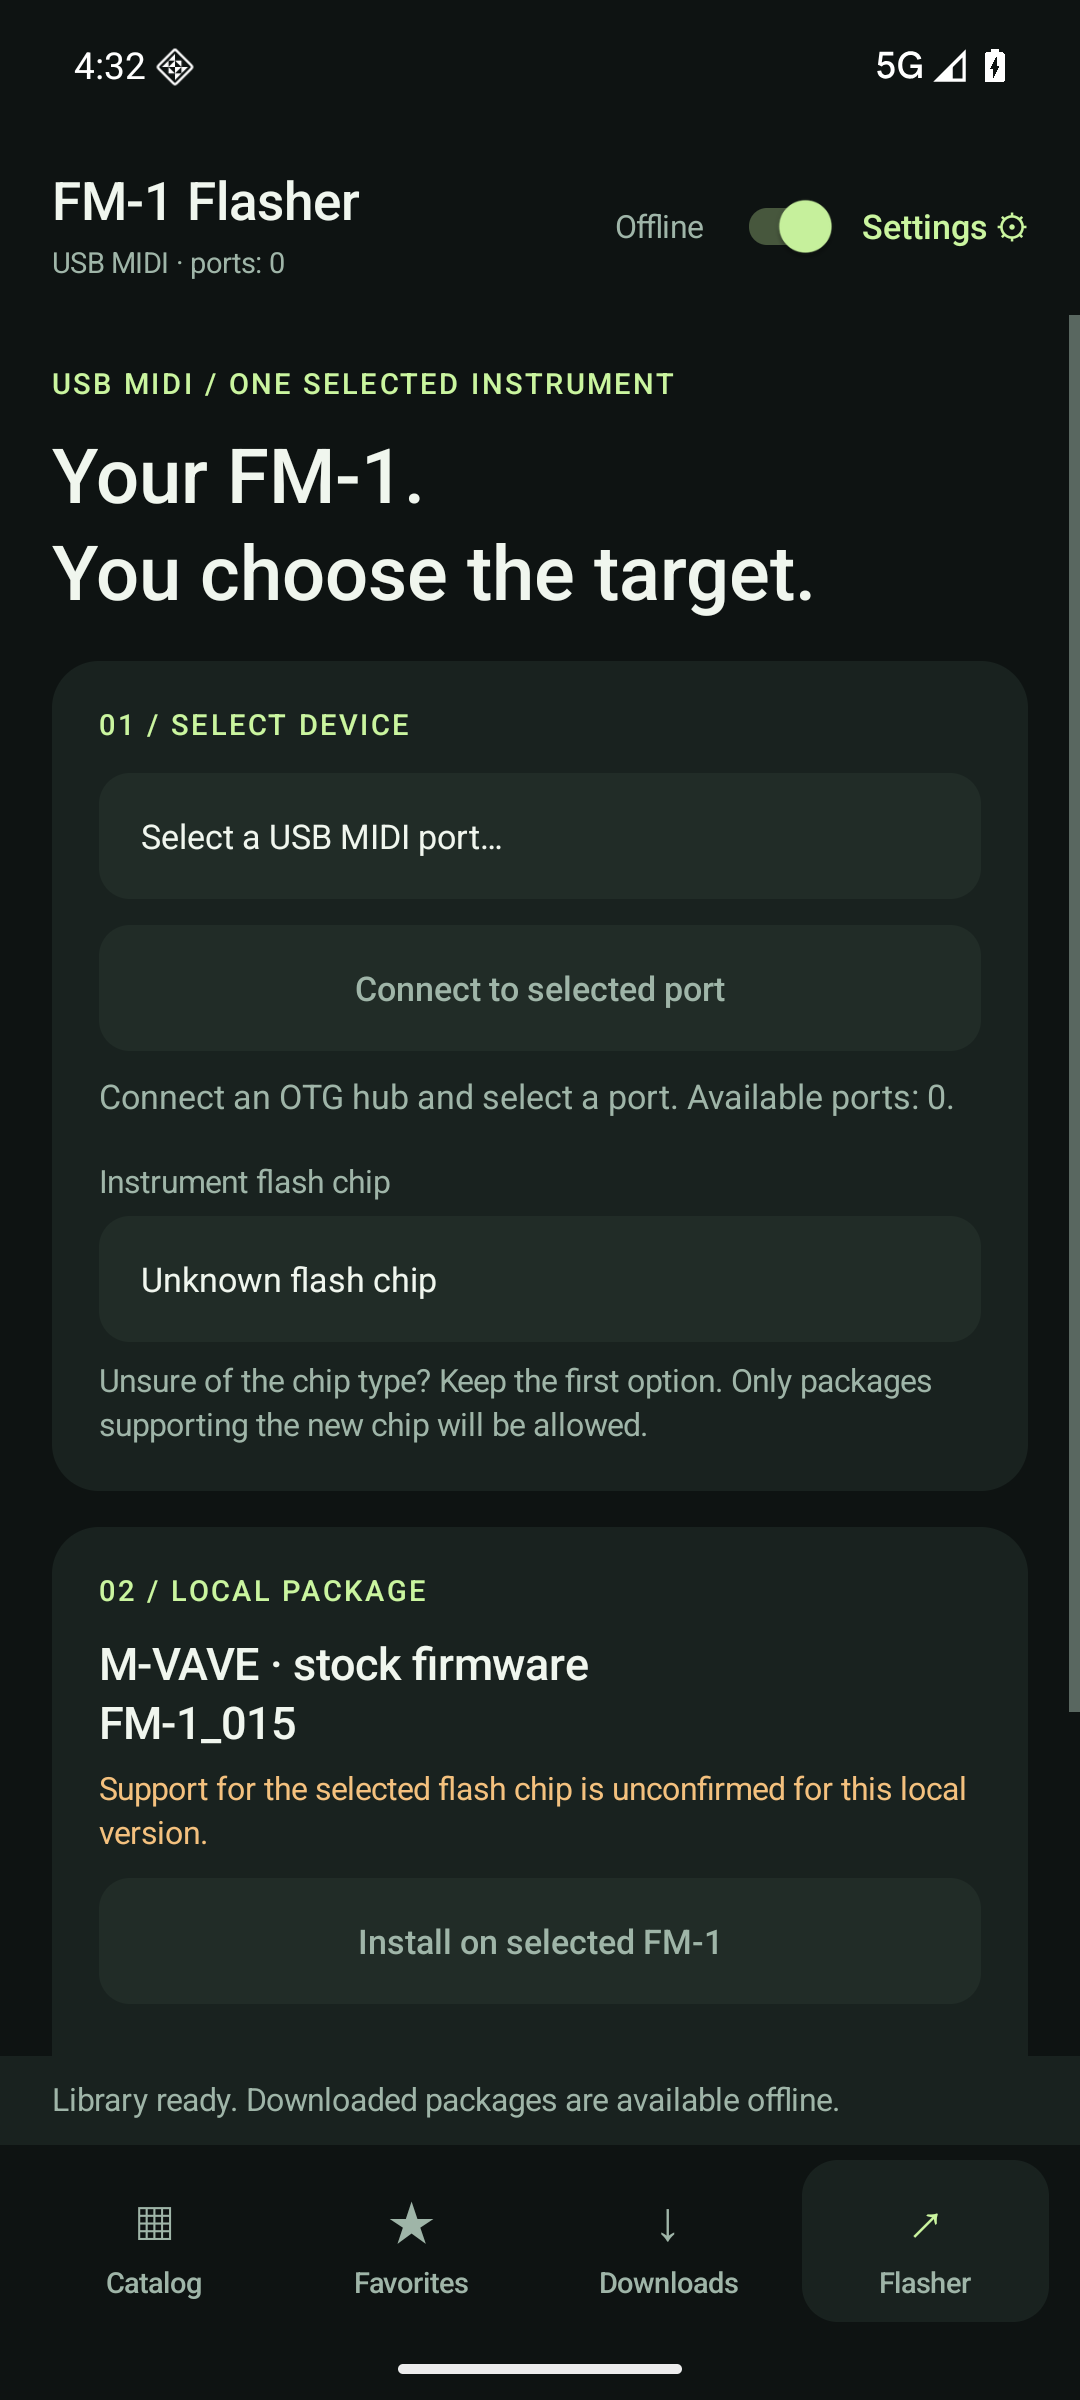 4:32
5G
FM-1 Flasher
USB MIDI · ports: 0
Offline
Settings
USB MIDI / ONE SELECTED INSTRUMENT
Your FM-1.
You choose the target.
01 / SELECT DEVICE
Select a USB MIDI port...
Connect to selected port
Connect an OTG hub and select a port. Available ports: 0.
Instrument flash chip
Unknown flash chip
Unsure of the chip type? Keep the first option. Only packages
supporting the new chip will be allowed.
02 / LOCAL PACKAGE
M-VAVE · stock firmware
FM-1_015
Support for the selected flash chip is unconfirmed for this local
version.
Install on selected FM-1
Library ready. Downloaded packages are available offline.
Catalog
Favorites
Downloads
Flasher